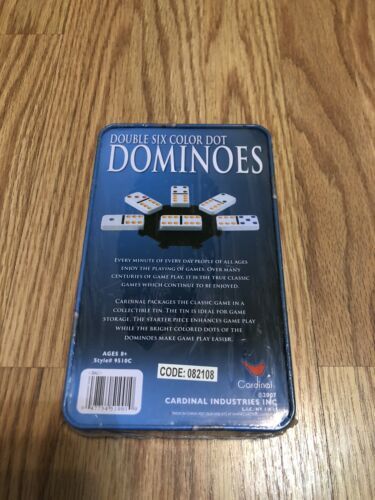 DOUBLE SIX COLOR DOT
DOMINOES
EVERY MINUTE OF EVERY DAY PEOPLE OF ALL AGES
ENJOY THE PLAYING OF GAMES. OVER MANY
CENTURIES OF GAME PLAY, IT IS THE TRUE CLASSIC
GAMES WHICH CONTINUE TO BE ENJOYED.
CARDINAL PACKAGES THE CLASSIC GAME IN A
COLLECTIBLE TIN. THE TIN IS IDEAL FOR GAME
STORAGE. THE STARTER PIECE ENHANCES GAME PLAY
WHILE THE BRIGHT COLORED DOTS OF THE
DOMINOES MAKE GAME PLAY EASIER.
AGES 8+
Style# 9510C
CODE: 082108
Cardinal
©2007
CARDINAL INDUSTRIES INC
L.I.C. NY